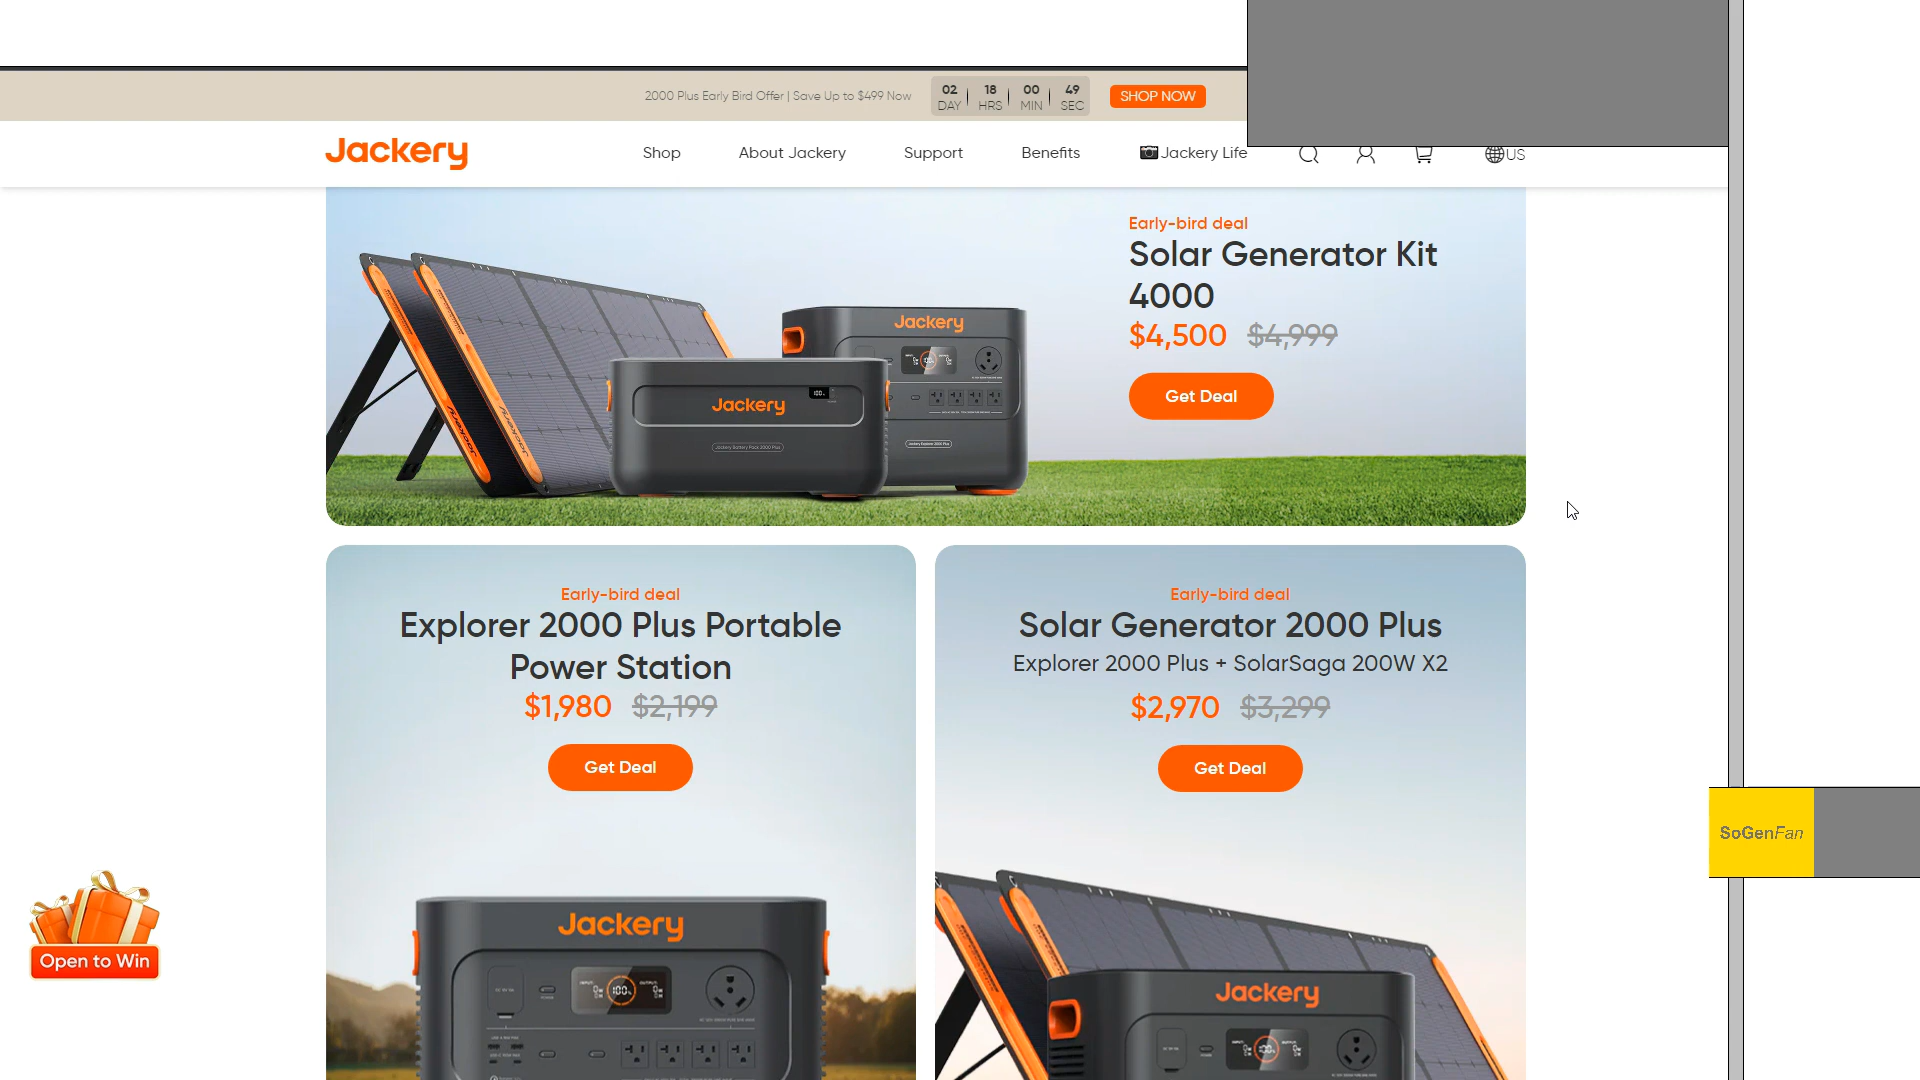 2000 Plus Early Bird Offer | Save Up to $499 Now
02 18 00 49
DAY HRS MIN SEC
SHOP NOW
Jackery
Shop
About Jackery
Support
Benefits
Jackery Life
US
Early-bird deal
Solar Generator Kit
4000
$4,500 $4,999
Get Deal
Jackery
Jackery
Early-bird deal
Explorer 2000 Plus Portable
Power Station
$1,980 $2,199
Get Deal
Early-bird deal
Solar Generator 2000 Plus
Explorer 2000 Plus + SolarSaga 200W X2
$2,970 $3,299
Get Deal
SoGenFan
Open to Win
Jackery
Jackery